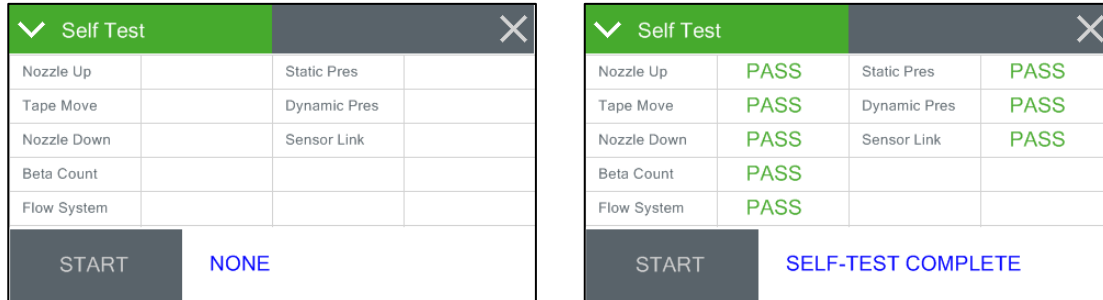 Self Test
Nozzle Up Static Pres
Tape Move Dynamic Pres
Nozzle Down Sensor Link
Beta Count
Flow System
START NONE
Self Test
Nozzle Up PASS Static Pres PASS
Tape Move PASS Dynamic Pres PASS
Nozzle Down PASS Sensor Link PASS
Beta Count PASS
Flow System PASS
START SELF-TEST COMPLETE